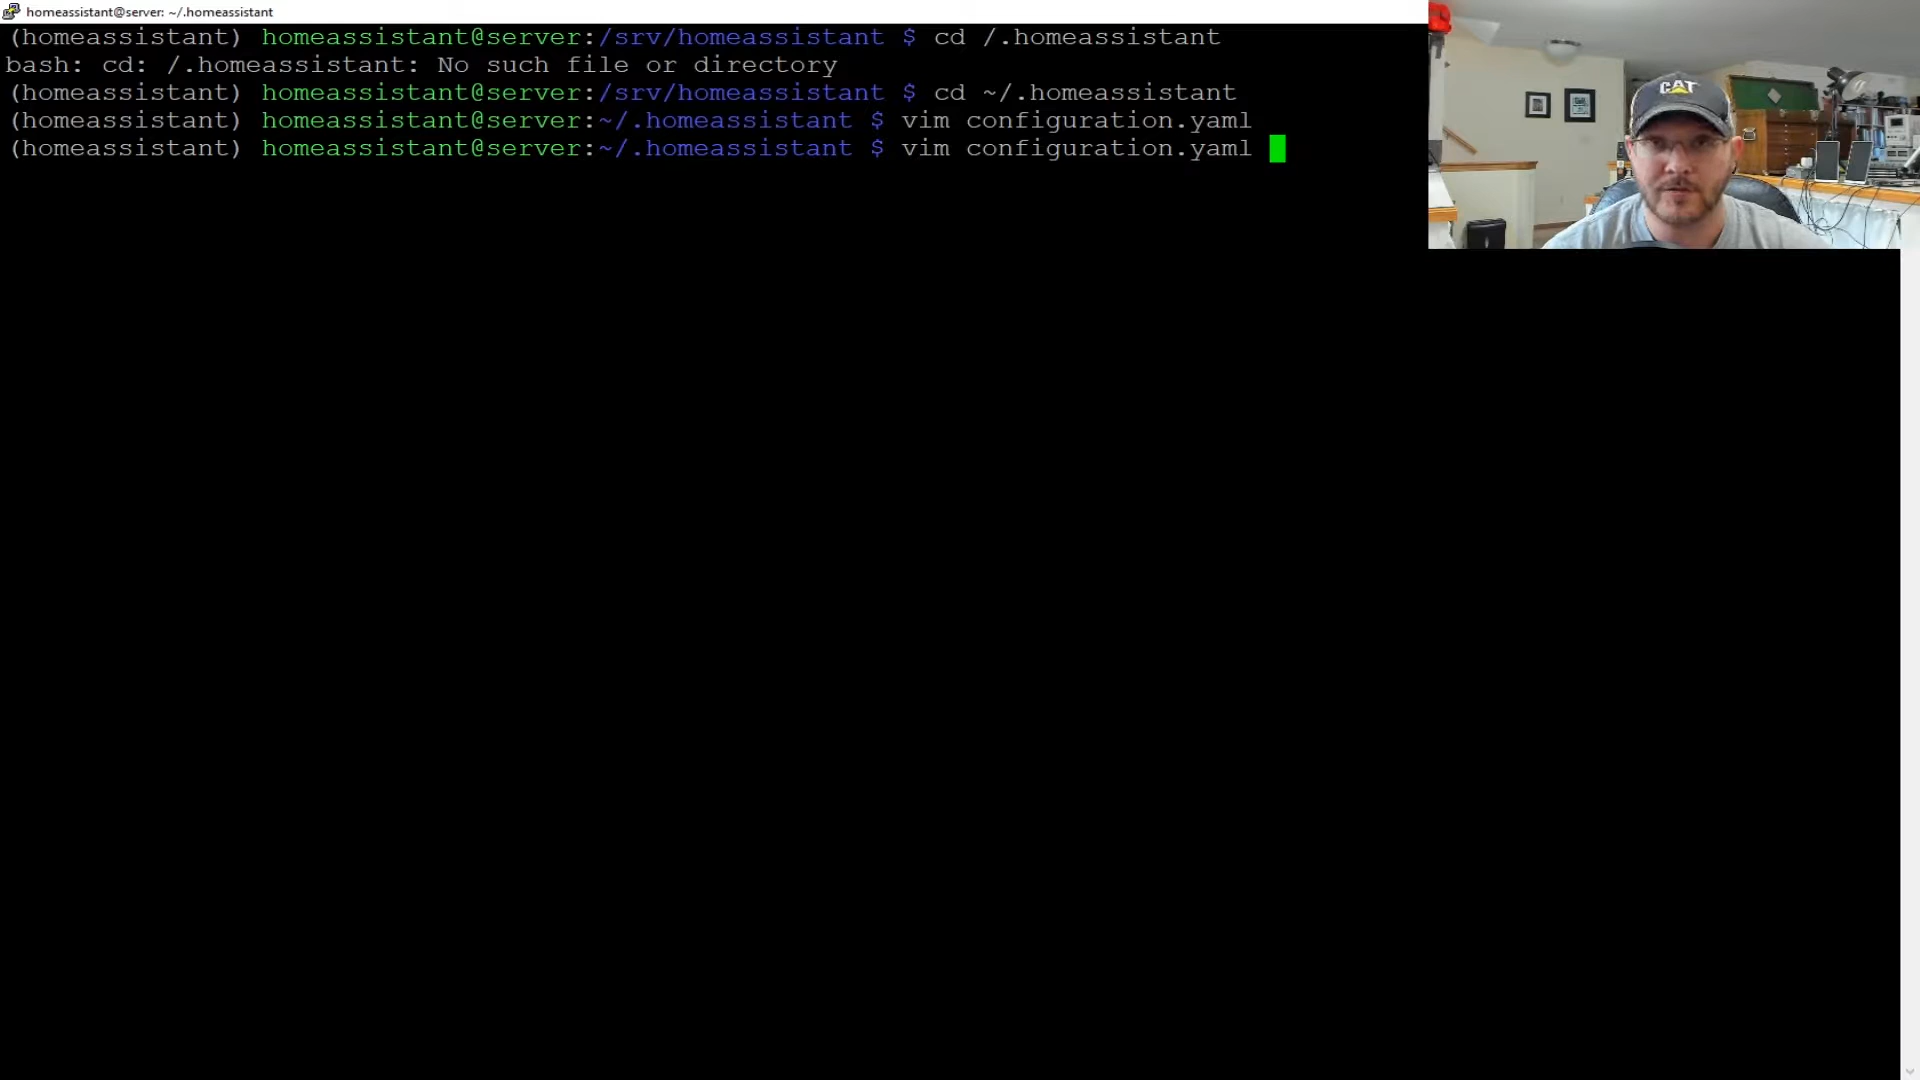 homeassistant@server: ~/.homeassistant
(homeassistant) homeassistant@server:/srv/homeassistant $ cd /.homeassistant
bash: cd: /.homeassistant: No such file or directory
(homeassistant) homeassistant@server:/srv/homeassistant $ cd ~/.homeassistant
(homeassistant) homeassistant@server:~/.homeassistant $ vim configuration.yaml
(homeassistant) homeassistant@server:~/.homeassistant $ vim configuration.yaml
CAT